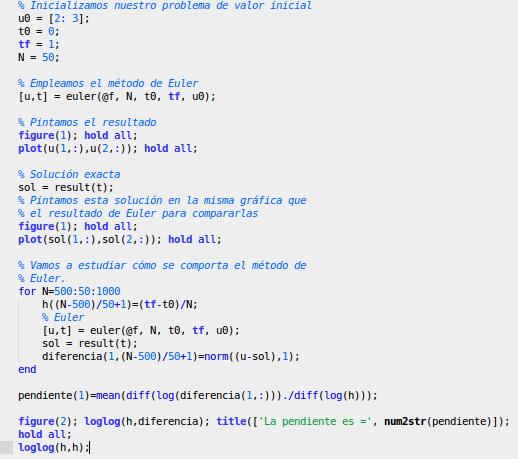 % Inicializamos nuestro problema de valor inicial
u0 = [2: 3];
t0 = 0;
tf = 1;
N = 50;
% Empleamos el método de Euler
[u,t] = euler(@f, N, t0, tf, u0);
% Pintamos el resultado
figure(1); hold all;
plot(u(1,:),u(2,:)); hold all;
% Solución exacta
sol = result(t);
% Pintamos esta solución en la misma gráfica que
% el resultado de Euler para compararlas
figure(1); hold all;
plot(sol(1,:),sol(2,:)); hold all;
% Vamos a estudiar cómo se comporta el método de
% Euler.
for N=500:50:1000
h((N-500)/50+1)=(tf-t0)/N;
% Euler
[u,t] = euler(@f, N, t0, tf, u0);
sol = result(t);
diferencia(1,(N-500)/50+1)=norm((u-sol),1);
end
pendiente(1)=mean(diff(log(diferencia(1,:)))./diff(log(h)));
figure(2); loglog(h,diferencia); title(['La pendiente es =', num2str(pendiente)]);
hold all;
loglog(h,h);